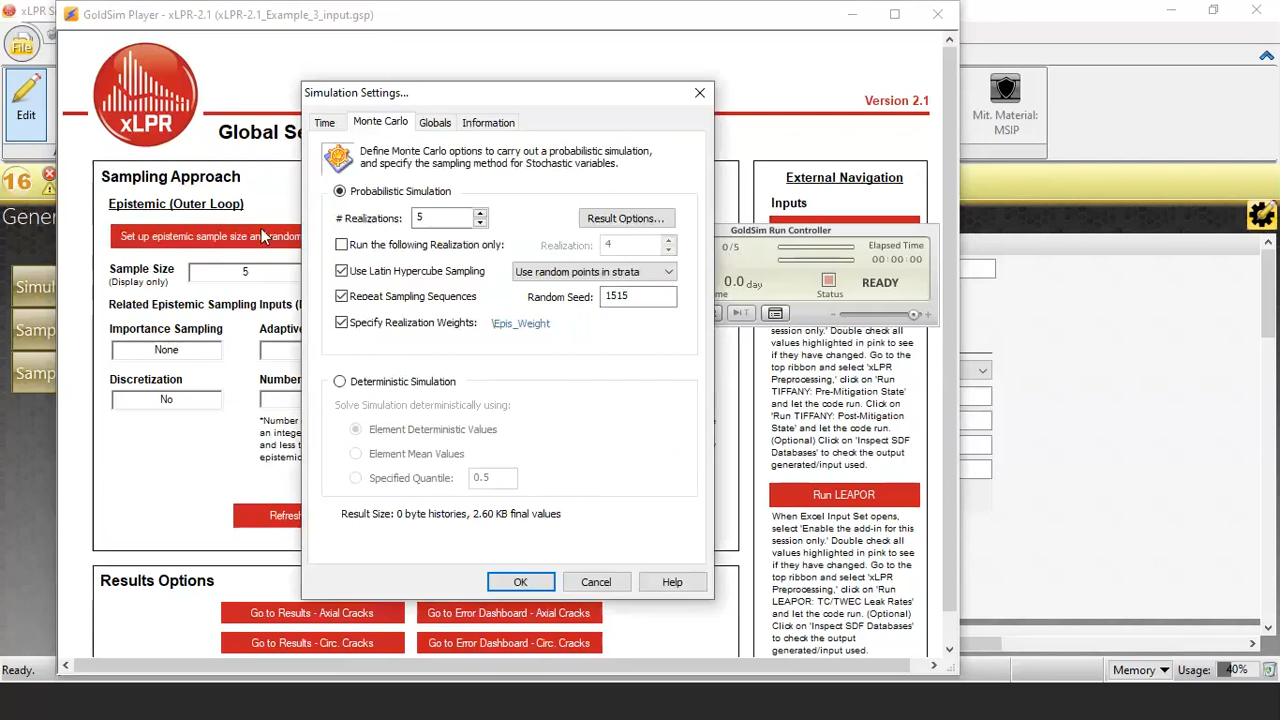 xLPR S
GoldSim Player - xLPR-2.1 (xLPR-2.1_Example_3_input.gsp)
File
Edit
xLPR
Version 2.1
Global Se
Mit. Material:
MSIP
16
Gener
Simul
Samp
Samp
Sampling Approach
Epistemic (Outer Loop)
Set up epistemic sample size and random
Sample Size
(Display only)
5
Related Epistemic Sampling Inputs (
Importance Sampling
Adaptive
None
Discretization
Number
No
*Number
an intege
and less t
epistemic
Refresh
Results Options
Go to Results - Axial Cracks
Go to Error Dashboard - Axial Cracks
Go to Results - Circ. Cracks
Go to Error Dashboard - Circ. Cracks
Simulation Settings...
Time
Monte Carlo
Globals
Information
Define Monte Carlo options to carry out a probabilistic simulation,
and specify the sampling method for Stochastic variables.
Probabilistic Simulation
# Realizations:
5
Result Options...
Run the following Realization only:
Realization:
4
Use Latin Hypercube Sampling
Use random points in strata
Repeat Sampling Sequences
Random Seed:
1515
Specify Realization Weights:
\Epis_Weight
Deterministic Simulation
Solve Simulation deterministically using:
Element Deterministic Values
Element Mean Values
Specified Quantile:
0.5
Result Size: 0 byte histories, 2.60 KB final values
OK
Cancel
Help
External Navigation
Inputs
GoldSim Run Controller
0/5
Elapsed Time
00:00:00
0.0 day
me
Status
READY
session only.' Double check all
values highlighted in pink to see
if they have changed. Go to the
top ribbon and select 'xLPR
Preprocessing,' click on 'Run
TIFFANY: Pre-Mitigation State'
and let the code run. Click on
'Run TIFFANY: Post-Mitigation
State' and let the code run.
(Optional) Click on 'Inspect SDF
Databases' to check the output
generated/input used.
Run LEAPOR
When Excel Input Set opens,
select 'Enable the add-in for this
session only.' Double check all
values highlighted in pink to see
if they have changed. Go to the
top ribbon and select 'xLPR
Preprocessing,' click on 'Run
LEAPOR: TC/TWEC Leak Rates'
and let the code run. (Optional)
Click on 'Inspect SDF Databases'
to check the output
generated/input used.
Ready.
Memory
Usage:
40%